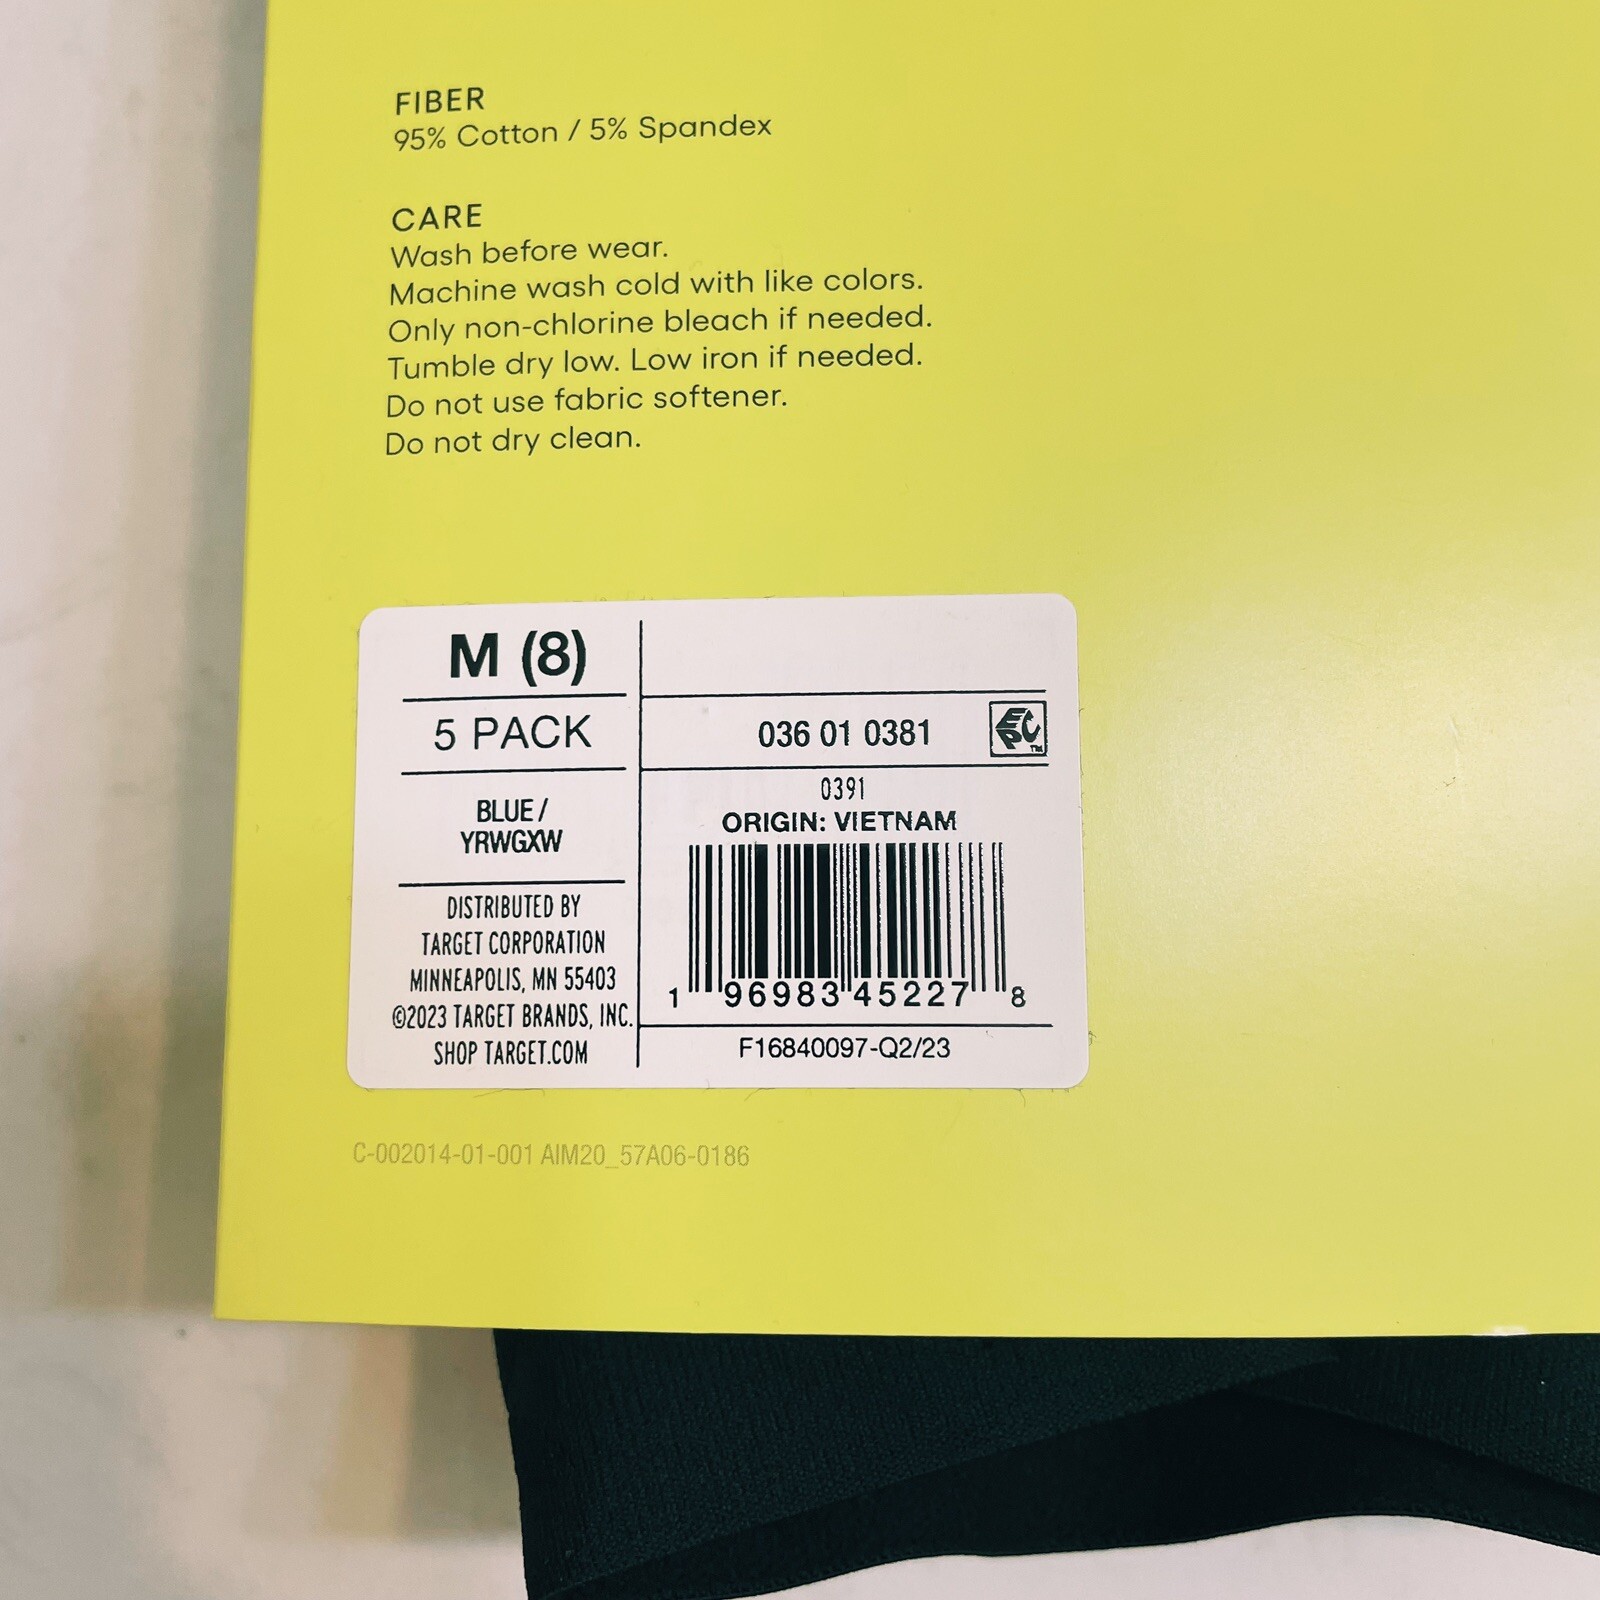 FIBER
95% Cotton / 5% Spandex
CARE
Wash before wear.
Machine wash cold with like colors.
Only non-chlorine bleach if needed.
Tumble dry low. Low iron if needed.
Do not use fabric softener.
Do not dry clean.
M (8)
5 PACK
BLUE /
YRWGXW
DISTRIBUTED BY
TARGET CORPORATION
MINNEAPOLIS, MN 55403
©2023 TARGET BRANDS, INC.
SHOP TARGET.COM
036 01 0381
EPC™
0391
ORIGIN: VIETNAM
1 96983 45227 8
F16840097-Q2/23
C-002014-01-001 AIM20_57A06-0186